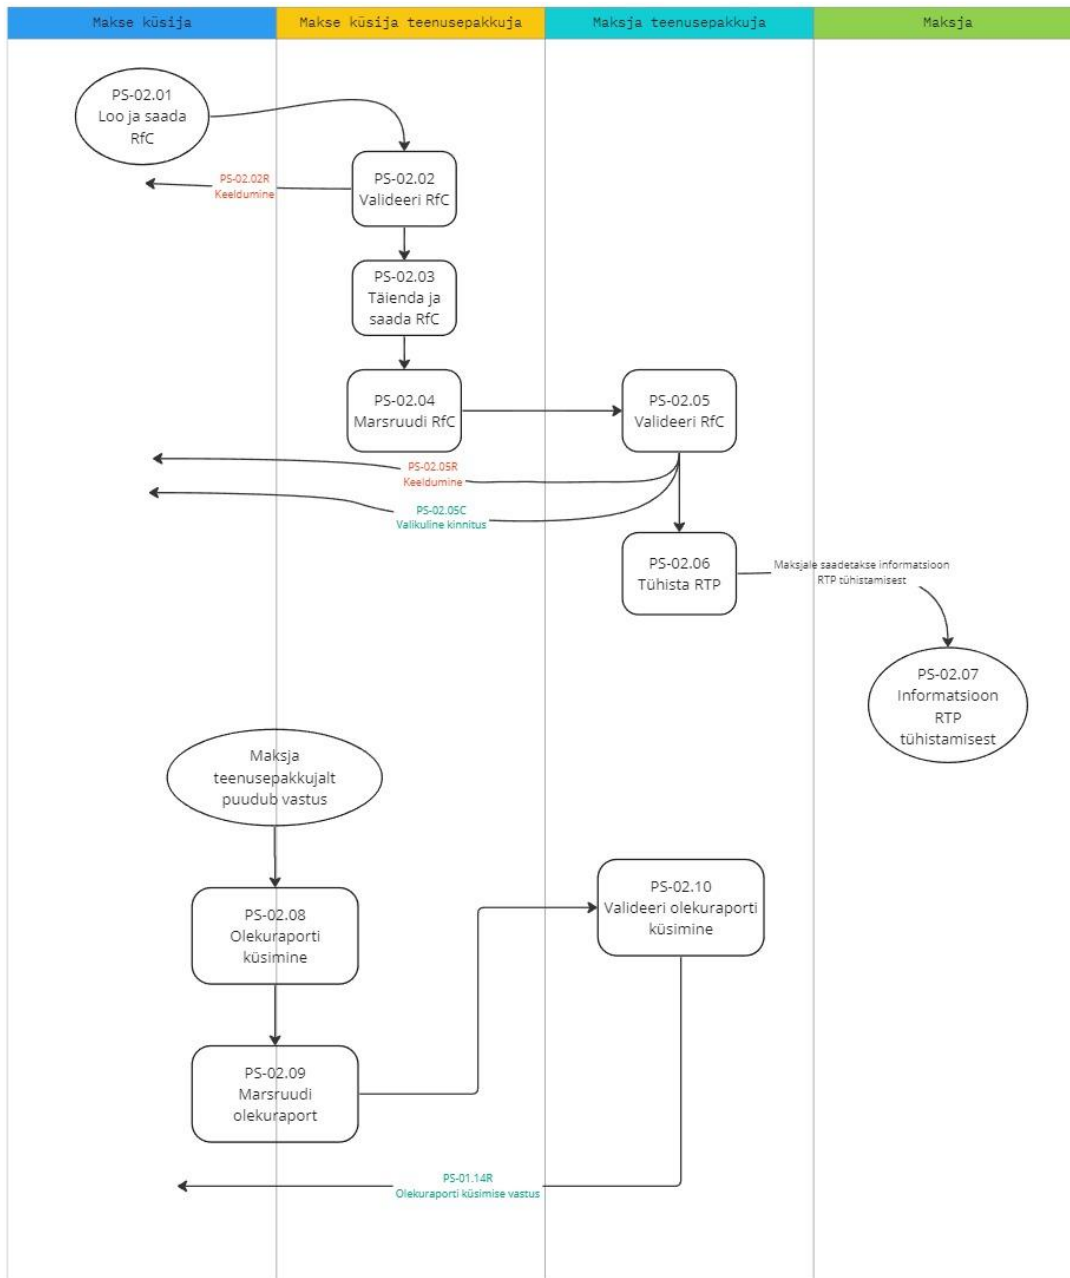 Makse küsija
Makse küsija teenusepakkuja
Maksja teenusepakkuja
Maksja
PS-02.01
Loo ja saada
RfC
PS-02.02R
Keeldumine
PS-02.02
Valideeri RfC
PS-02.03
Täienda ja
saada RfC
PS-02.04
Marsruudi RfC
PS-02.05
Valideeri RfC
PS-02.05R
Keeldumine
PS-02.05C
Valikuline kinnitus
PS-02.06
Tühista RTP
Maksjale saadetakse informatsioon
RTP tühistamisest
PS-02.07
Informatsioon
RTP
tühistamisest
Maksja
teenusepakkujalt
puudub vastus
PS-02.08
Olekuraporti
küsimine
PS-02.10
Valideeri olekuraporti
küsimine
PS-02.09
Marsruudi
olekuraport
PS-01.14R
Olekuraporti küsimise vastus